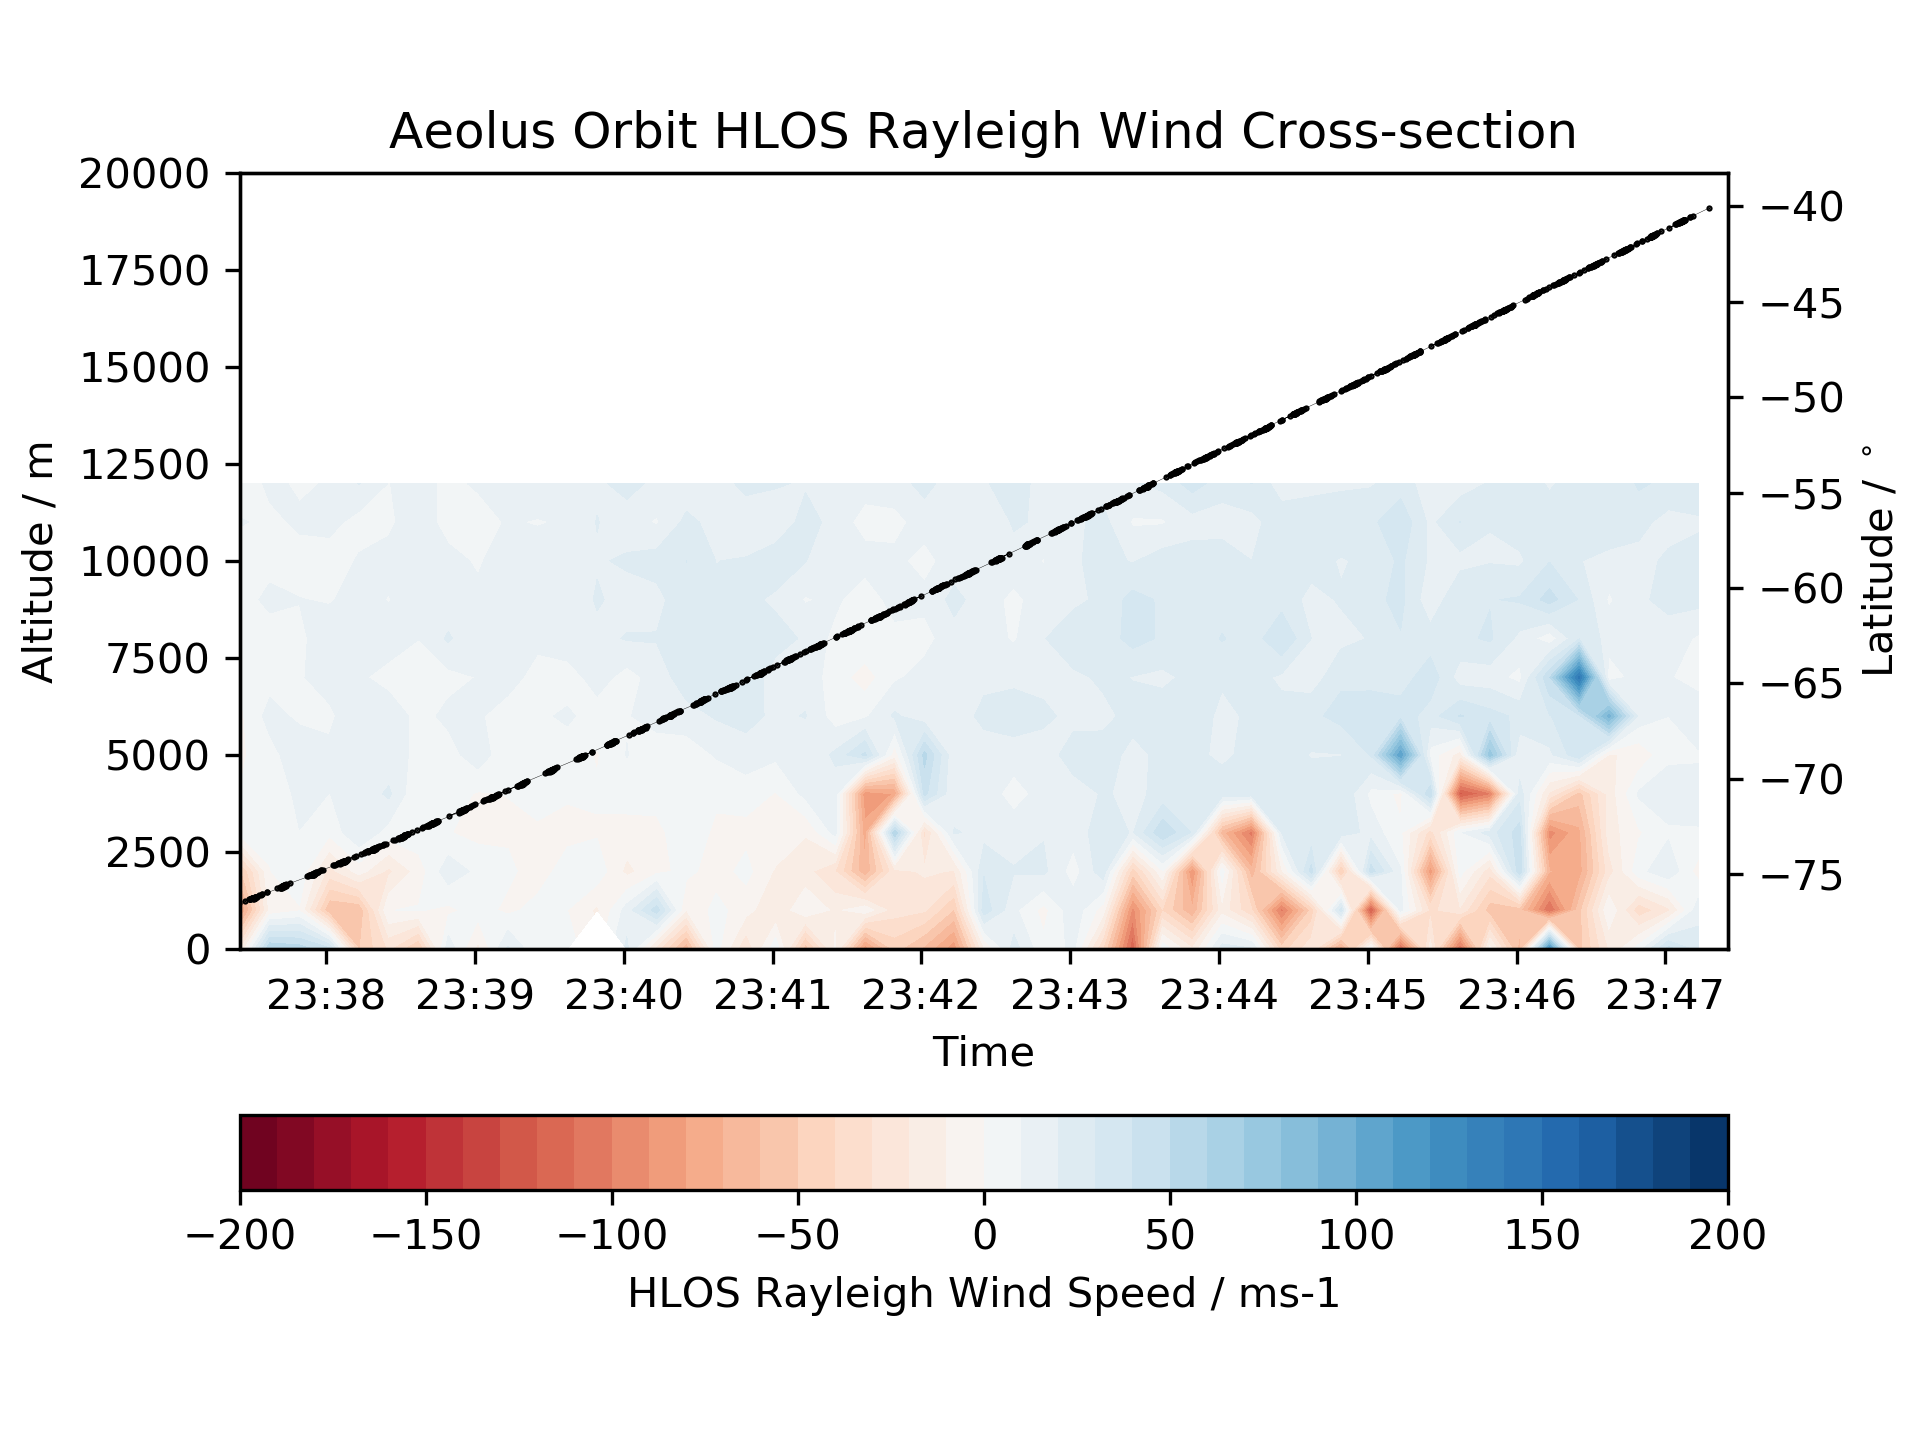 Aeolus Orbit HLOS Rayleigh Wind Cross-section
20000
17500
15000
12500
10000
7500
5000
2500
0
Altitude / m
−40
−45
−50
−55
−60
−65
−70
−75
Latitude / °
23:38 23:39 23:40 23:41 23:42 23:43 23:44 23:45 23:46 23:47
Time
−200 −150 −100 −50 0 50 100 150 200
HLOS Rayleigh Wind Speed / ms-1